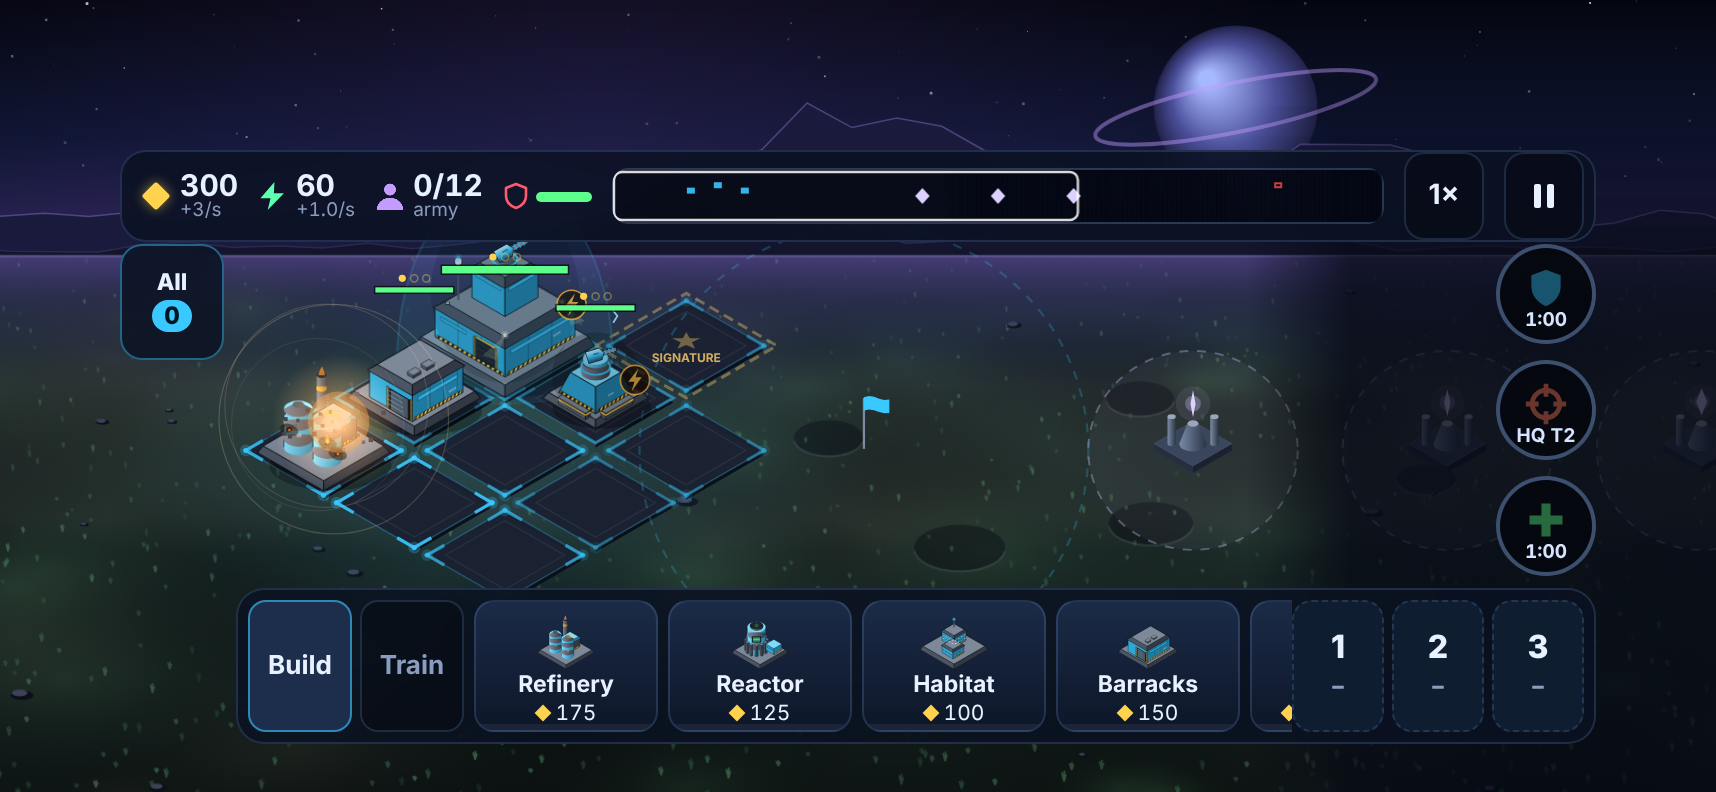 300
+3/s
60
+1.0/s
0/12
army
1×
All
0
1:00
SIGNATURE
HQ T2
1:00
Build
Train
Refinery
175
Reactor
125
Habitat
100
Barracks
150
1
–
2
–
3
–